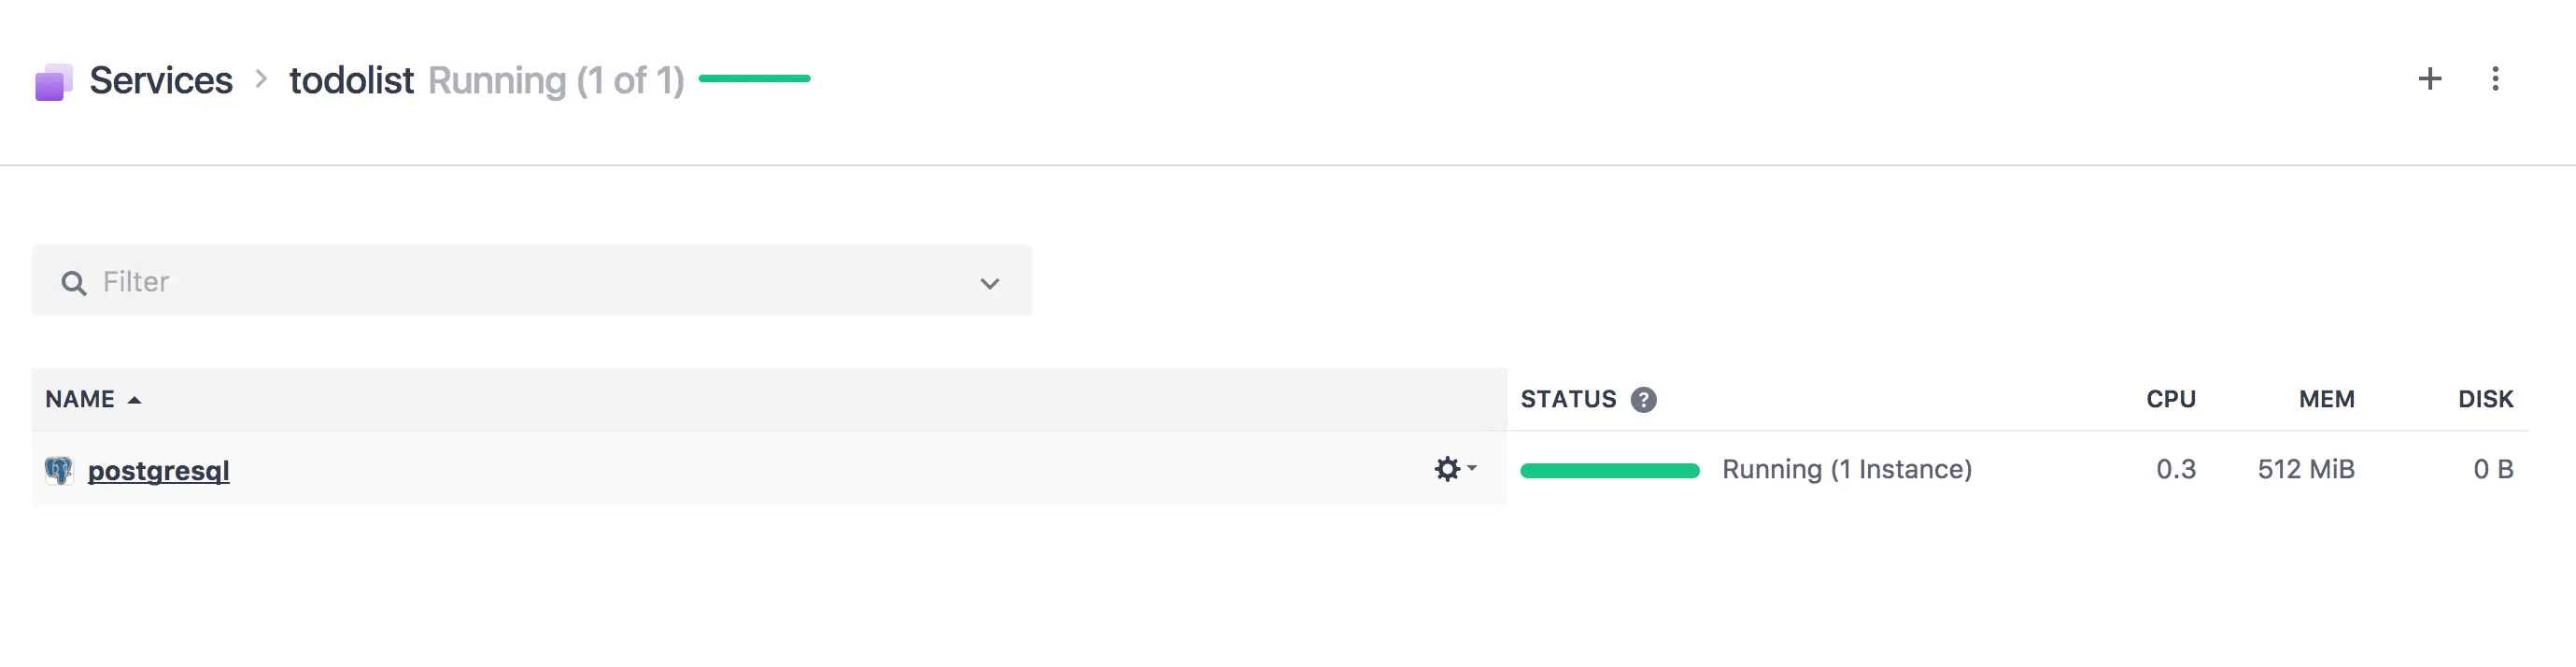 Services > todolist Running (1 of 1)
Filter
NAME STATUS ? CPU MEM DISK
postgresql Running (1 Instance) 0.3 512 MiB 0 B